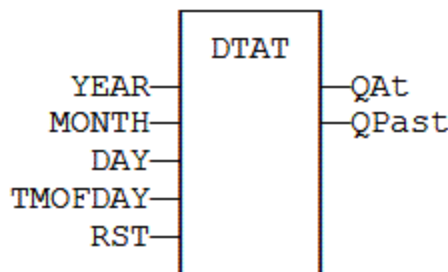 DTAT
YEAR QAt
MONTH QPast
DAY
TMOFDAY
RST